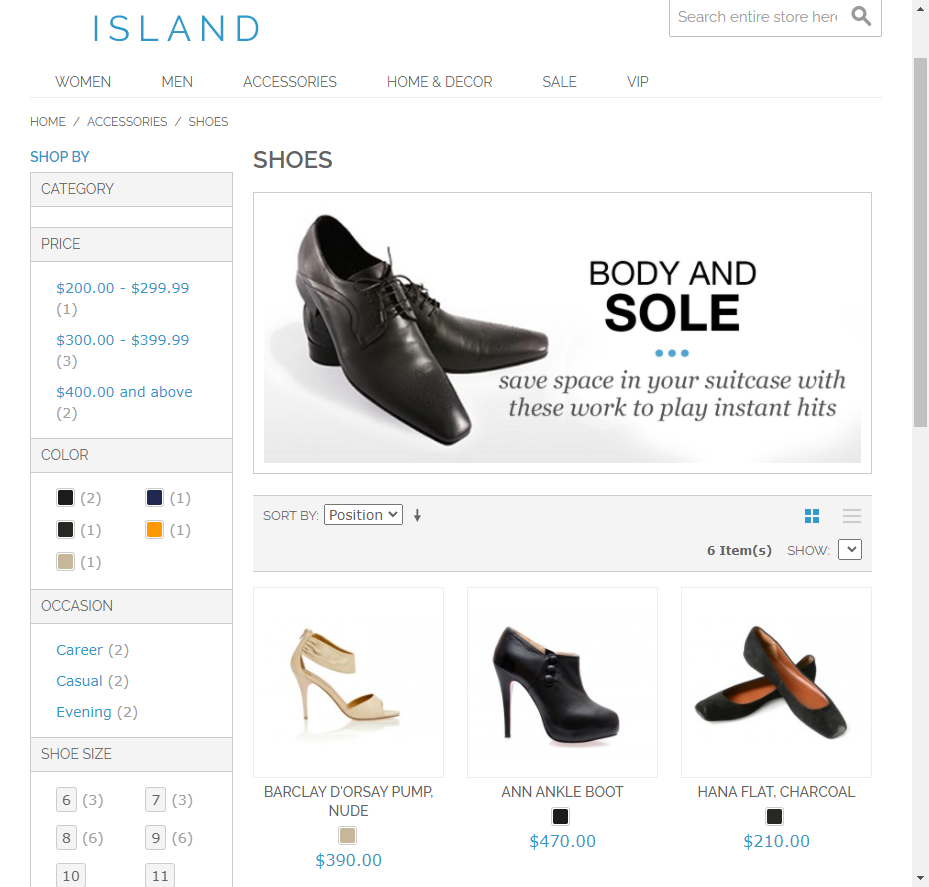 ISLAND
Search entire store here
WOMEN MEN ACCESSORIES HOME & DECOR SALE VIP
HOME / ACCESSORIES / SHOES
SHOP BY
CATEGORY
PRICE
$200.00 - $299.99
(1)
$300.00 - $399.99
(3)
$400.00 and above
(2)
COLOR
(2) (1)
(1) (1)
(1)
OCCASION
Career (2)
Casual (2)
Evening (2)
SHOE SIZE
6 (3) 7 (3)
8 (6) 9 (6)
10 11
SHOES
BODY AND
SOLE
save space in your suitcase with
these work to play instant hits
SORT BY: Position
6 Item(s) SHOW:
BARCLAY D'ORSAY PUMP,
NUDE
$390.00
ANN ANKLE BOOT
$470.00
HANA FLAT, CHARCOAL
$210.00